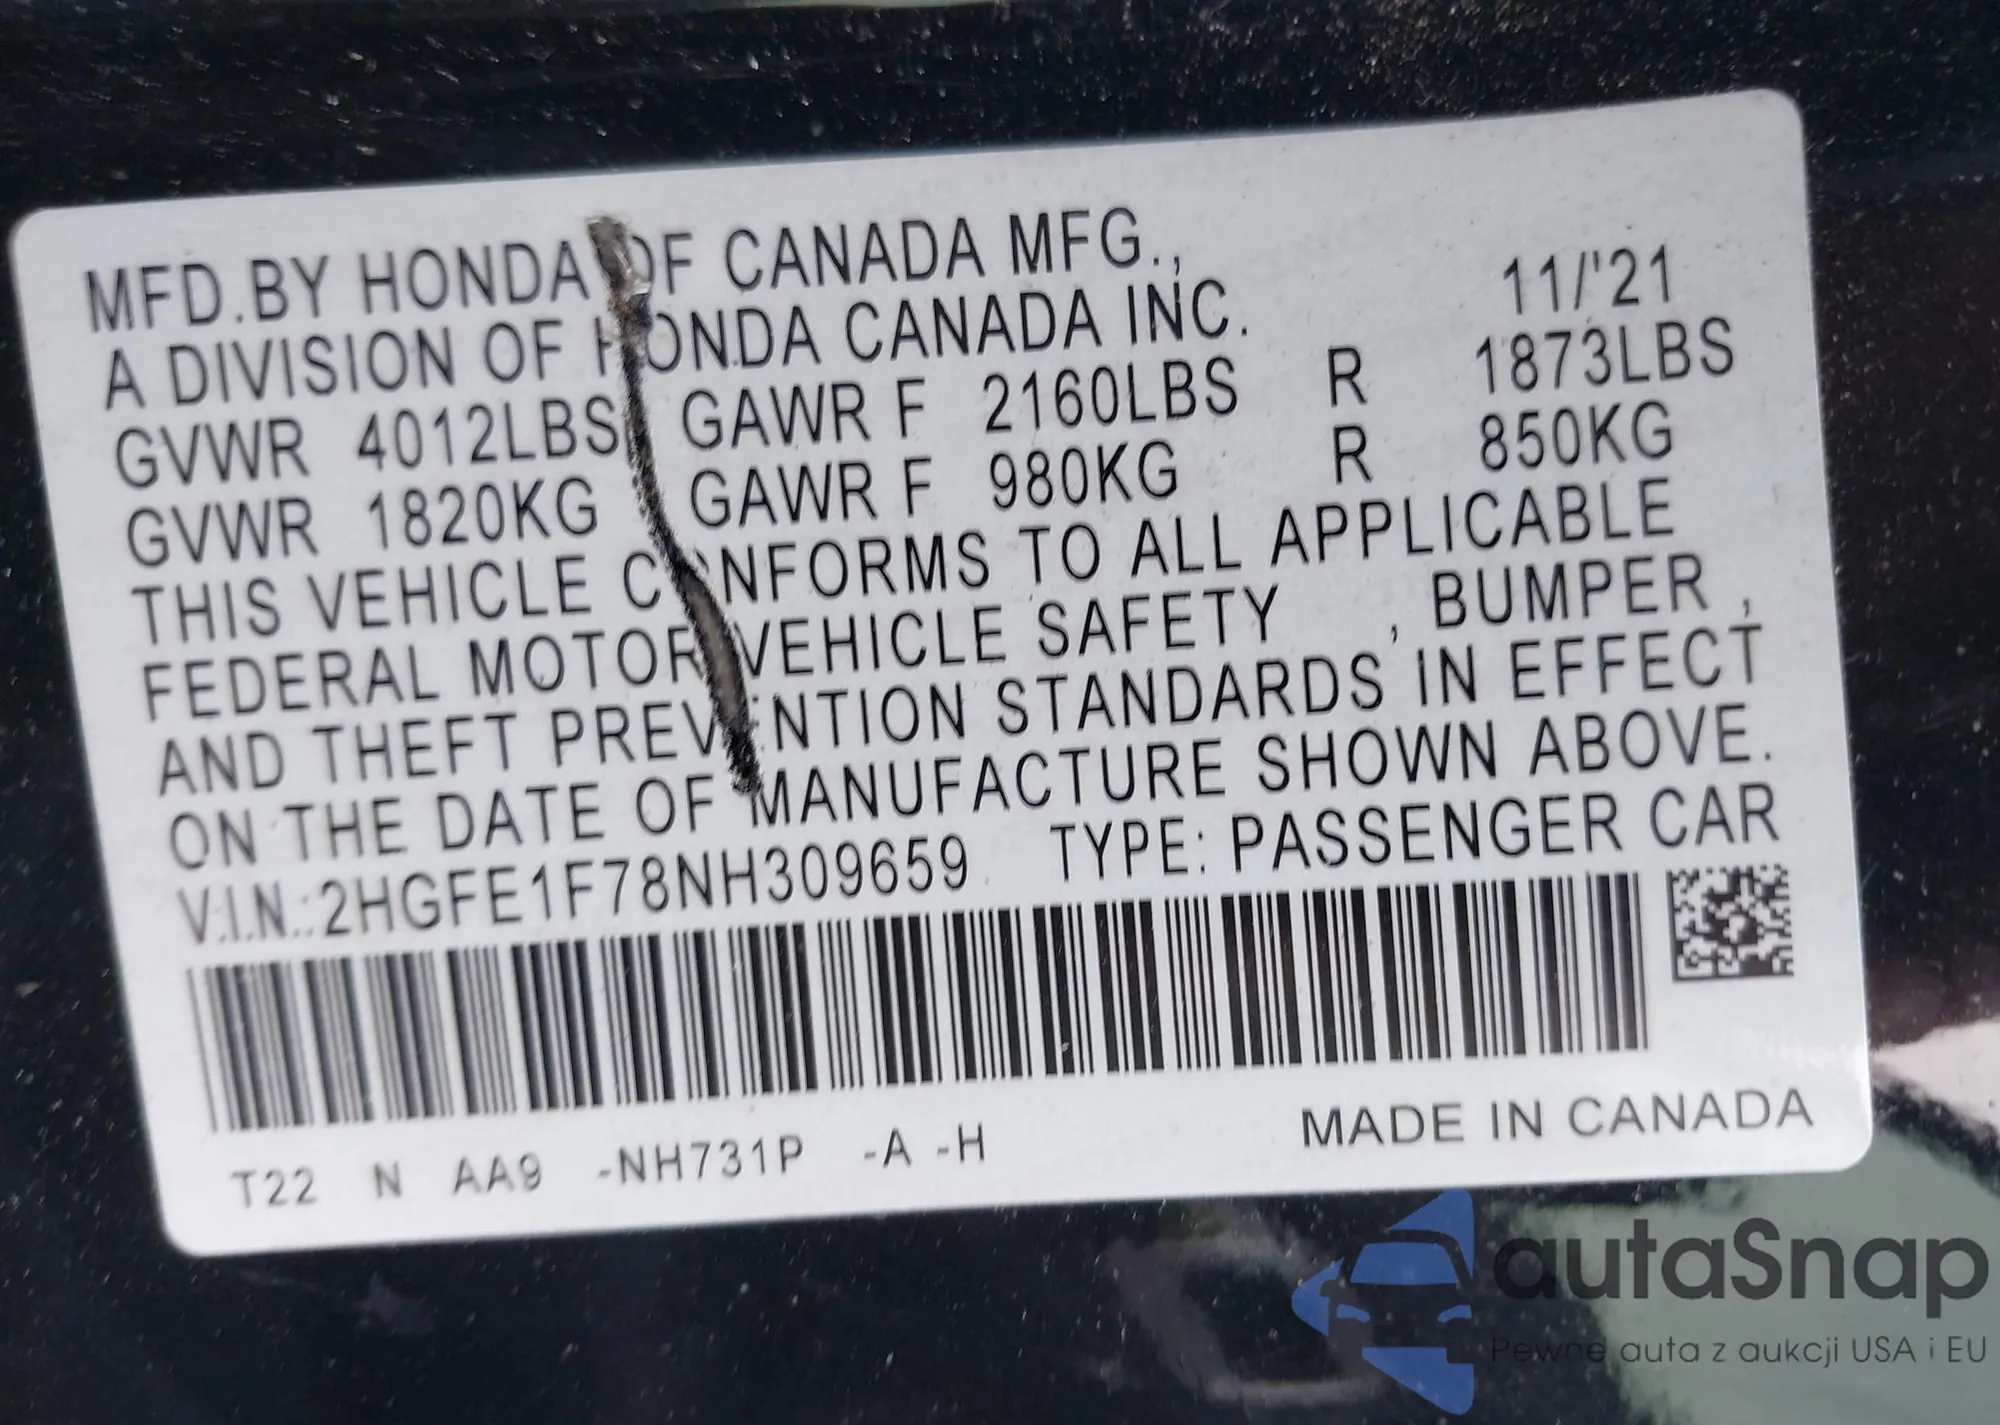 MFD.BY HONDA OF CANADA MFG.,
A DIVISION OF HONDA CANADA INC. 11/'21
GVWR 4012LBS GAWR F 2160LBS R 1873LBS
GVWR 1820KG GAWR F 980KG R 850KG
THIS VEHICLE CONFORMS TO ALL APPLICABLE
FEDERAL MOTOR VEHICLE SAFETY , BUMPER ,
AND THEFT PREVENTION STANDARDS IN EFFECT
ON THE DATE OF MANUFACTURE SHOWN ABOVE.
V.I.N.:2HGFE1F78NH309659 TYPE: PASSENGER CAR
T22 N AA9 -NH731P -A -H MADE IN CANADA
autaSnap
Pewne auta z aukcji USA i EU